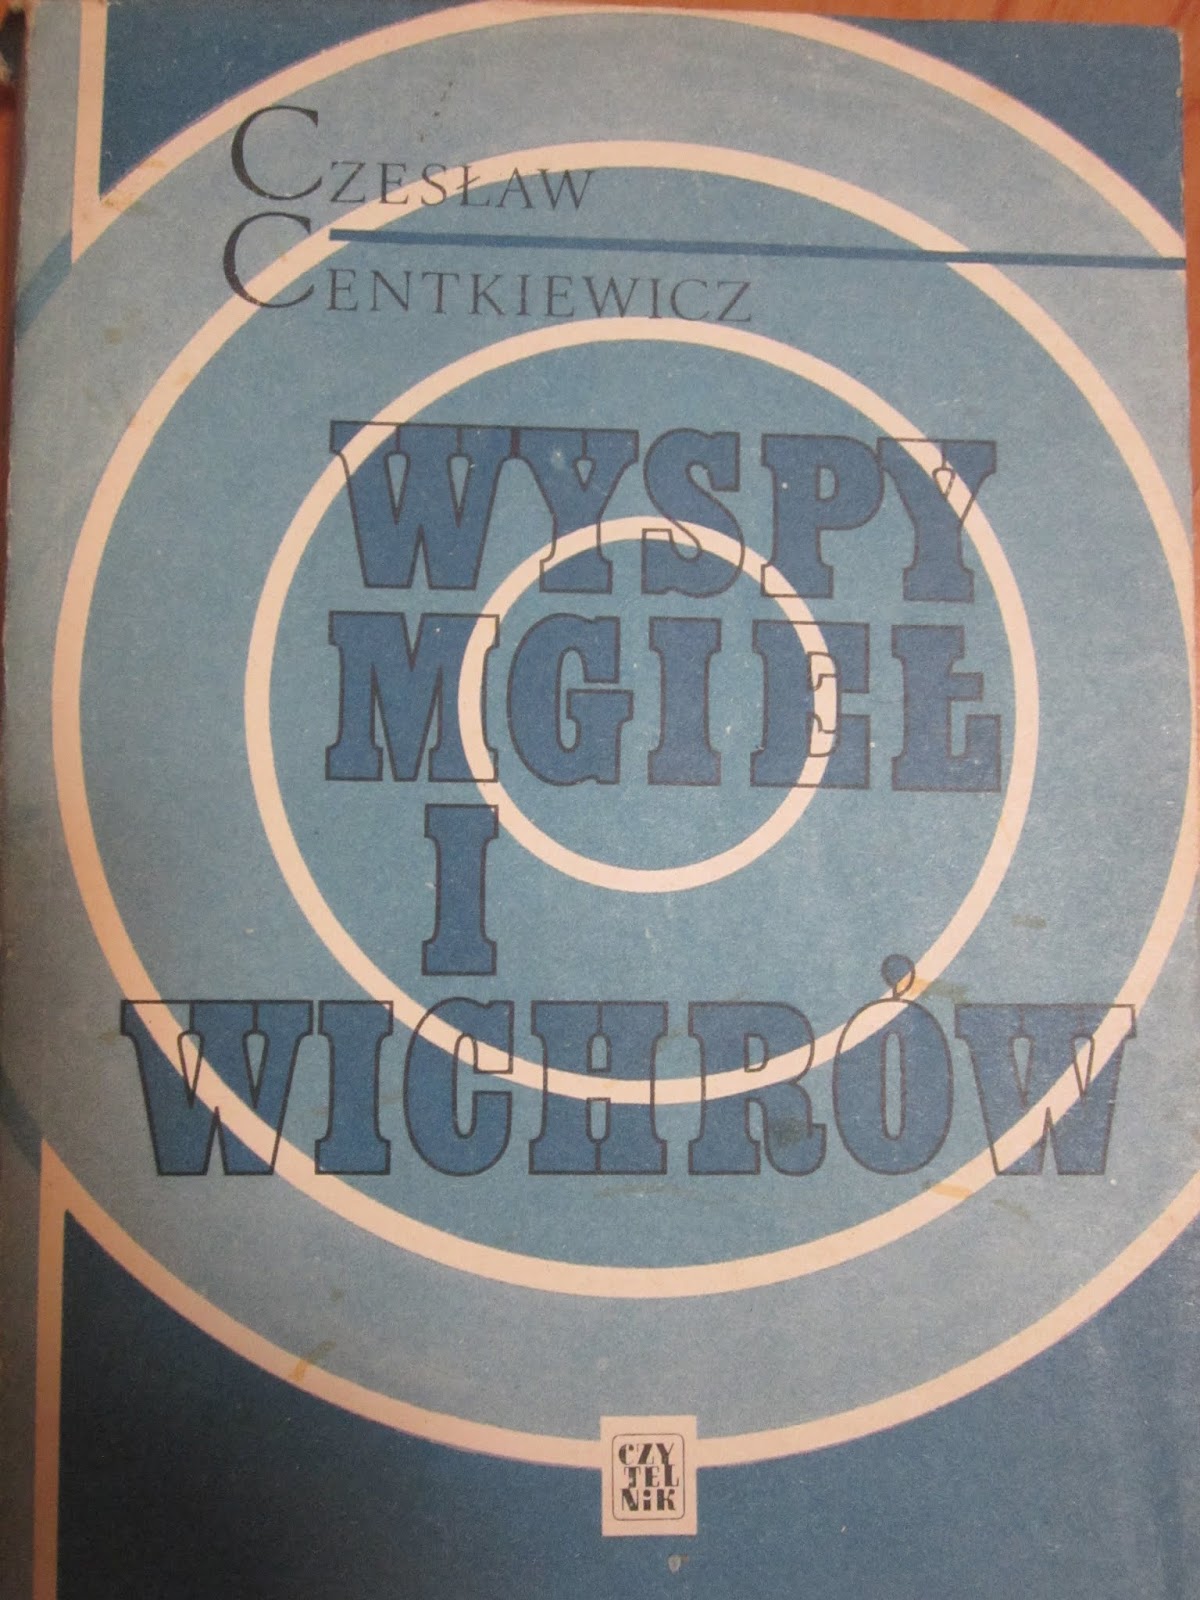 CZESŁAW
CENTKIEWICZ
WYSPY
MGIEŁ
I
WICHRÓW
CZY
TEL
NiK